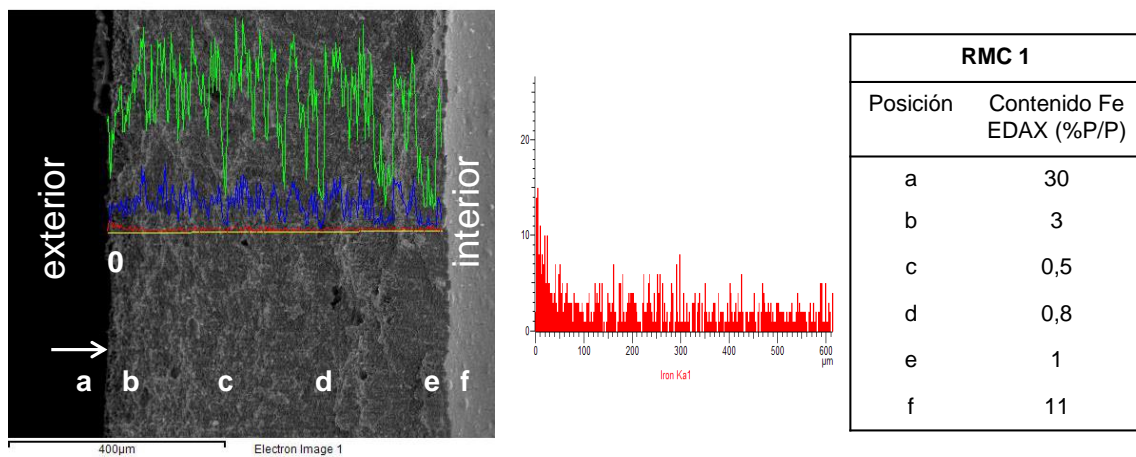 exterior
interior
0
a b c d e f
400µm
Electron Image 1
20
10
0
0 100 200 300 400 500 600
µm
Iron Ka1
RMC 1
Posición Contenido Fe
EDAX (%P/P)
a 30
b 3
c 0,5
d 0,8
e 1
f 11